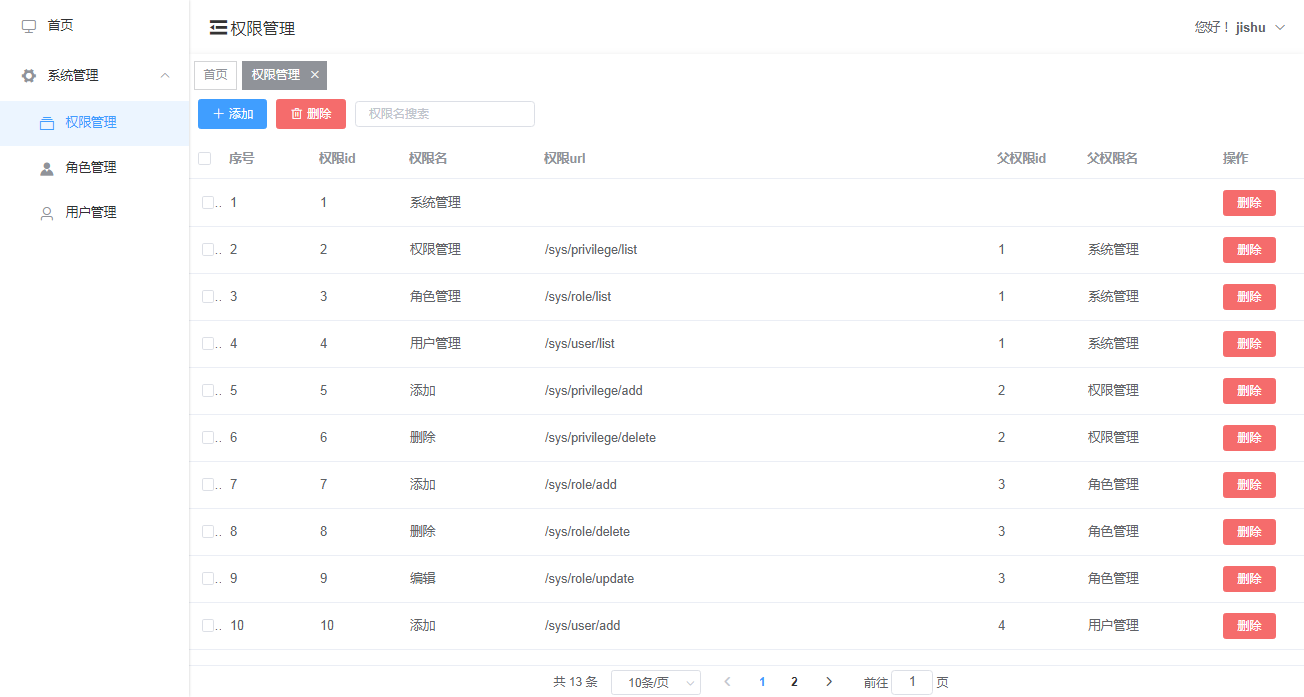 首页
系统管理
权限管理
角色管理
用户管理
权限管理
您好！ jishu
首页 权限管理
添加 删除 权限名搜索
序号 权限id 权限名 权限url 父权限id 父权限名 操作
1 1 系统管理 删除
2 2 权限管理 /sys/privilege/list 1 系统管理 删除
3 3 角色管理 /sys/role/list 1 系统管理 删除
4 4 用户管理 /sys/user/list 1 系统管理 删除
5 5 添加 /sys/privilege/add 2 权限管理 删除
6 6 删除 /sys/privilege/delete 2 权限管理 删除
7 7 添加 /sys/role/add 3 角色管理 删除
8 8 删除 /sys/role/delete 3 角色管理 删除
9 9 编辑 /sys/role/update 3 角色管理 删除
10 10 添加 /sys/user/add 4 用户管理 删除
共 13 条 10条/页 1 2 前往 1 页